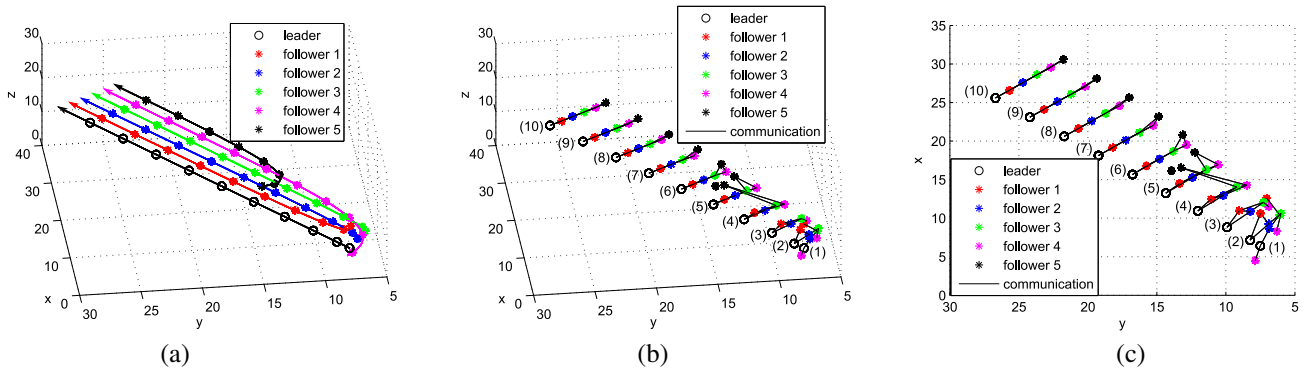 30
20
10
0
z
40
30
20
10
0
x
30
25
20
15
10
5
y
leader
follower 1
follower 2
follower 3
follower 4
follower 5
(a)
30
20
10
0
z
40
30
20
10
0
x
30
25
20
15
10
5
y
leader
follower 1
follower 2
follower 3
follower 4
follower 5
communication
(10)
(9)
(8)
(7)
(6)
(5)
(4)
(3)
(2)
(1)
(b)
35
30
25
20
15
10
5
0
x
30
15
10
5
y
(10)
(9)
(8)
(7)
(6)
(5)
(4)
(3)
(2)
(1)
leader
follower 1
follower 2
follower 3
follower 4
follower 5
communication
(c)